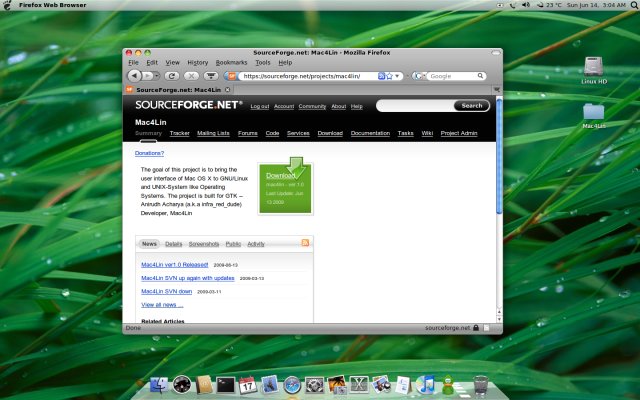 Firefox Web Browser
23 °C Sun Jun 14, 3:04 AM
SourceForge.net: Mac4Lin - Mozilla Firefox
File Edit View History Bookmarks Tools Help
https://sourceforge.net/projects/mac4lin/
Google
SourceForge.net: Mac4Lin
SOURCEFORGE.NET®
Log out Account Community About Help
Search
Mac4Lin
Summary Tracker Mailing Lists Forums Code Services Download Documentation Tasks Wiki Project Admin
Donations?
The goal of this project is to bring the
user interface of Mac OS X to GNU/Linux
and UNIX-System like Operating
Systems. The project is built for GTK --
Anirudh Acharya (a.k.a infra_red_dude)
Developer, Mac4Lin
Download
mac4lin - ver 1.0
Last Update: Jun
13 2009
News Details Screenshots Public Activity
Mac4Lin ver1.0 Released! 2009-06-13
Mac4Lin SVN up again with updates 2009-03-13
Mac4Lin SVN down 2009-03-11
View all news ...
Related Articles
Done
sourceforge.net
Linux HD
Mac4Lin
17